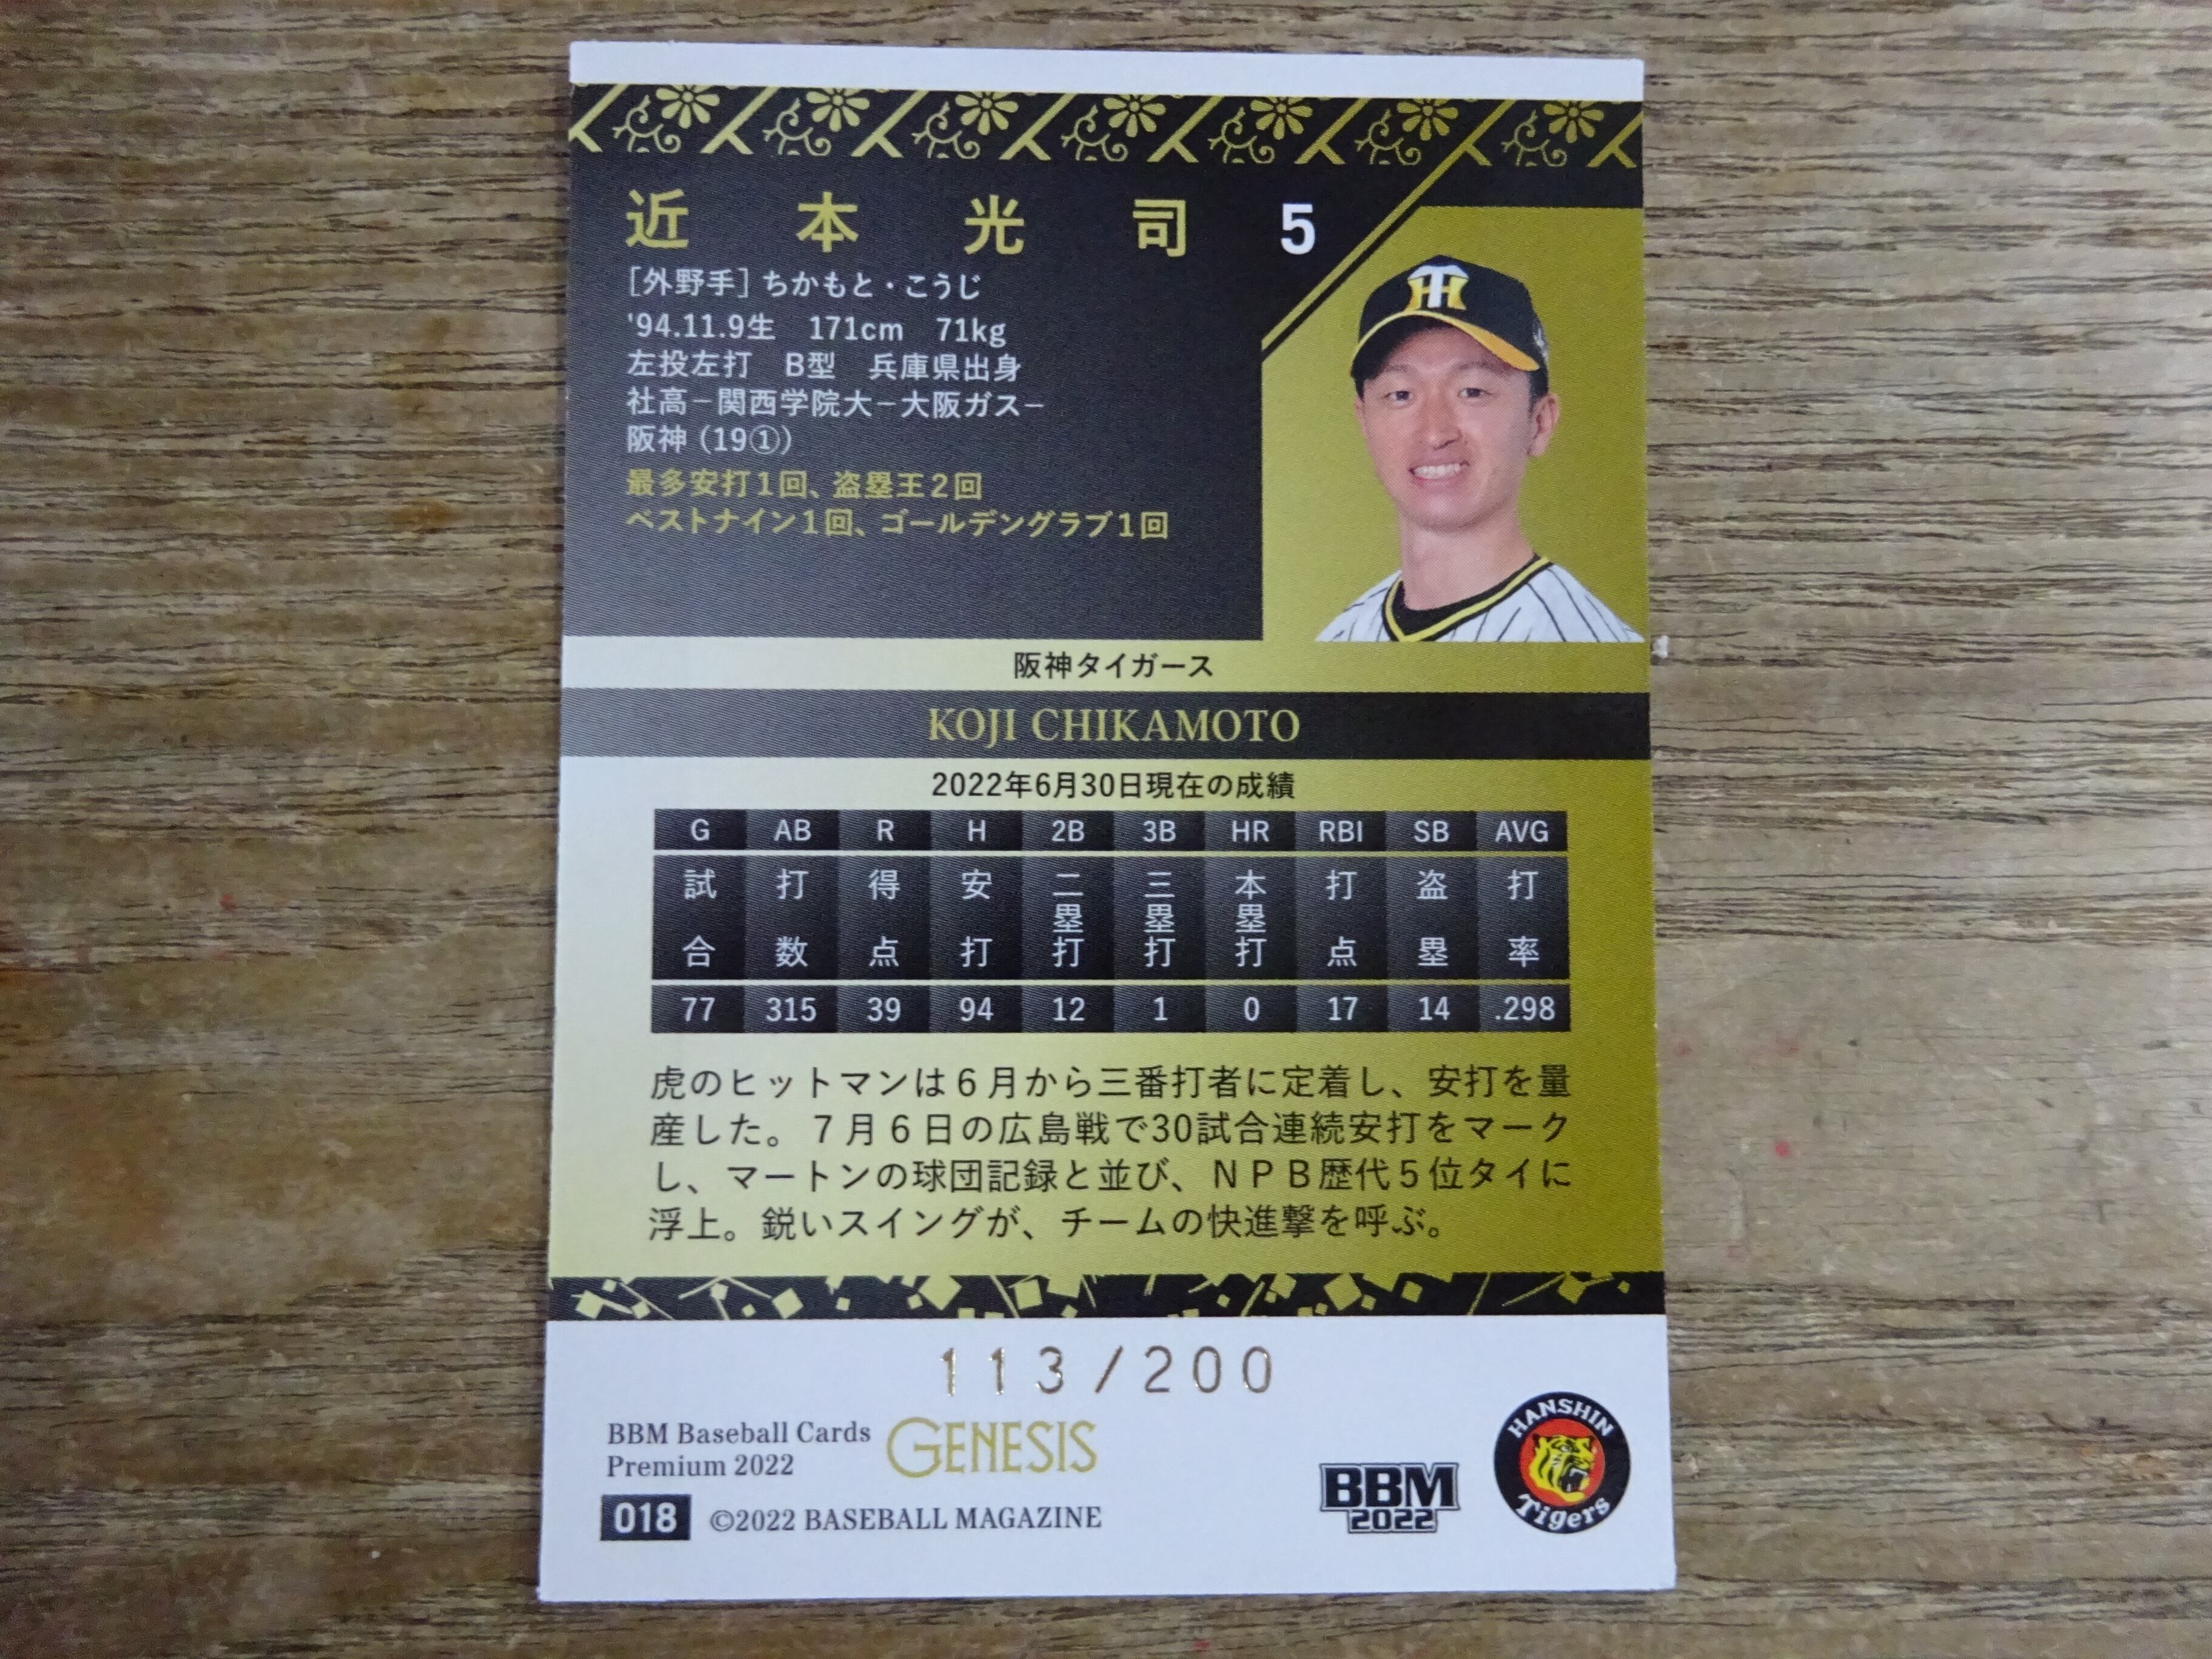 近本光司 5
[外野手] ちかもと・こうじ
'94.11.9生 171cm 71kg
左投左打 B型 兵庫県出身
社高－関西学院大－大阪ガス－
阪神（19①）
最多安打1回、盗塁王2回
ベストナイン1回、ゴールデングラブ1回
阪神タイガース
KOJI CHIKAMOTO
2022年6月30日現在の成績
G AB R H 2B 3B HR RBI SB AVG
試合 打数 得点 安打 二塁打 三塁打 本塁打 打点 盗塁 打率
77 315 39 94 12 1 0 17 14 .298
虎のヒットマンは６月から三番打者に定着し、安打を量
産した。７月６日の広島戦で30試合連続安打をマーク
し、マートンの球団記録と並び、ＮＰＢ歴代５位タイに
浮上。鋭いスイングが、チームの快進撃を呼ぶ。
113/200
BBM Baseball Cards
Premium 2022
GENESIS
018 ©2022 BASEBALL MAGAZINE
BBM
2022
HANSHIN
Tigers